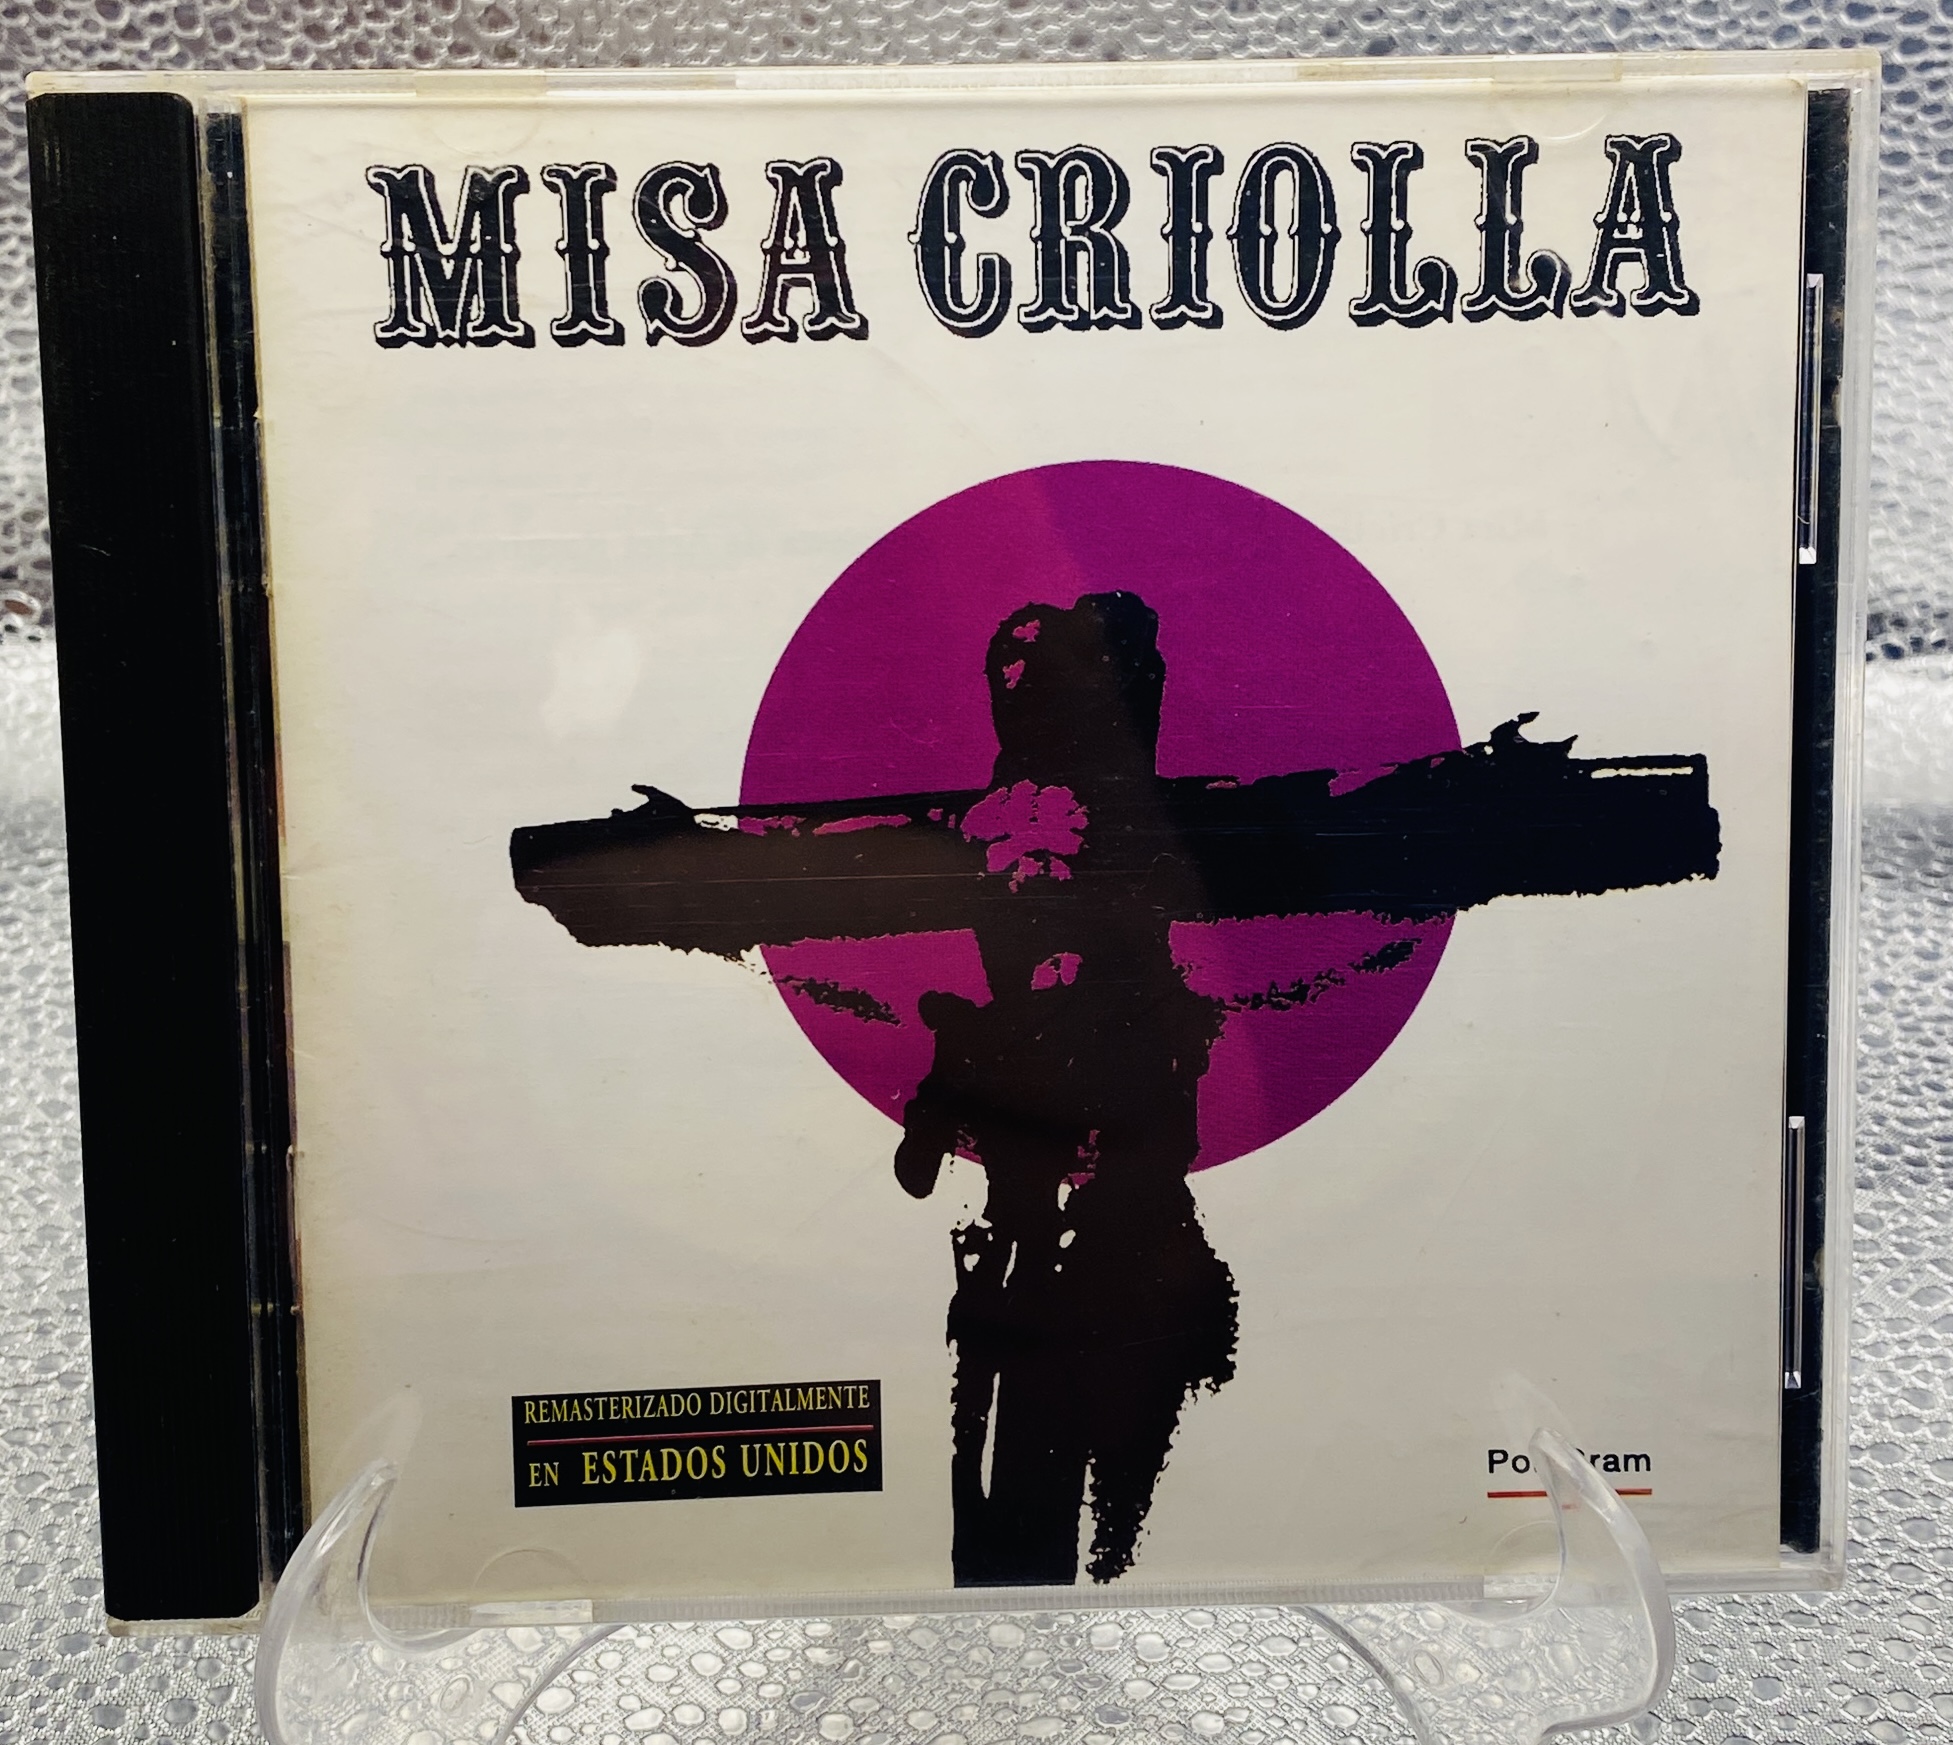 MISA CRIOLLA
REMASTERIZADO DIGITALMENTE
EN ESTADOS UNIDOS